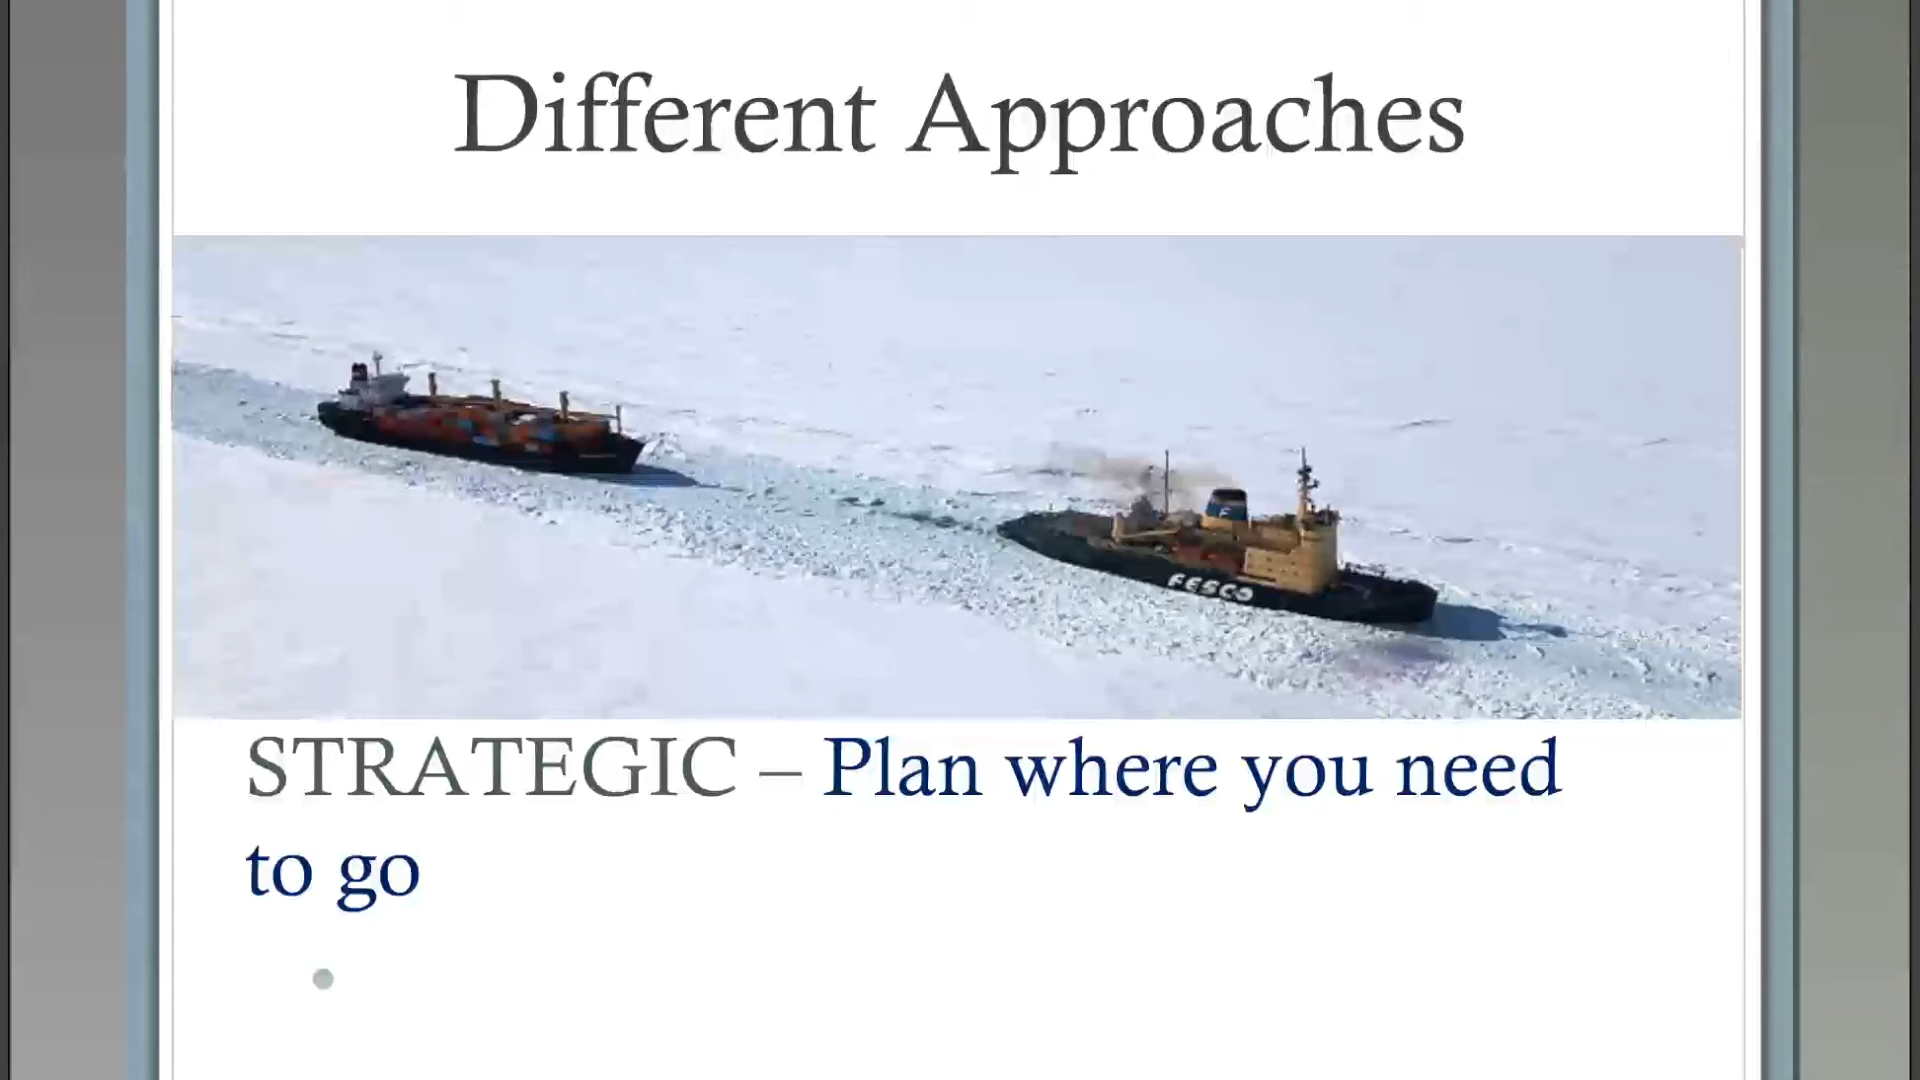 Different Approaches
F
FESCO
STRATEGIC – Plan where you need
to go